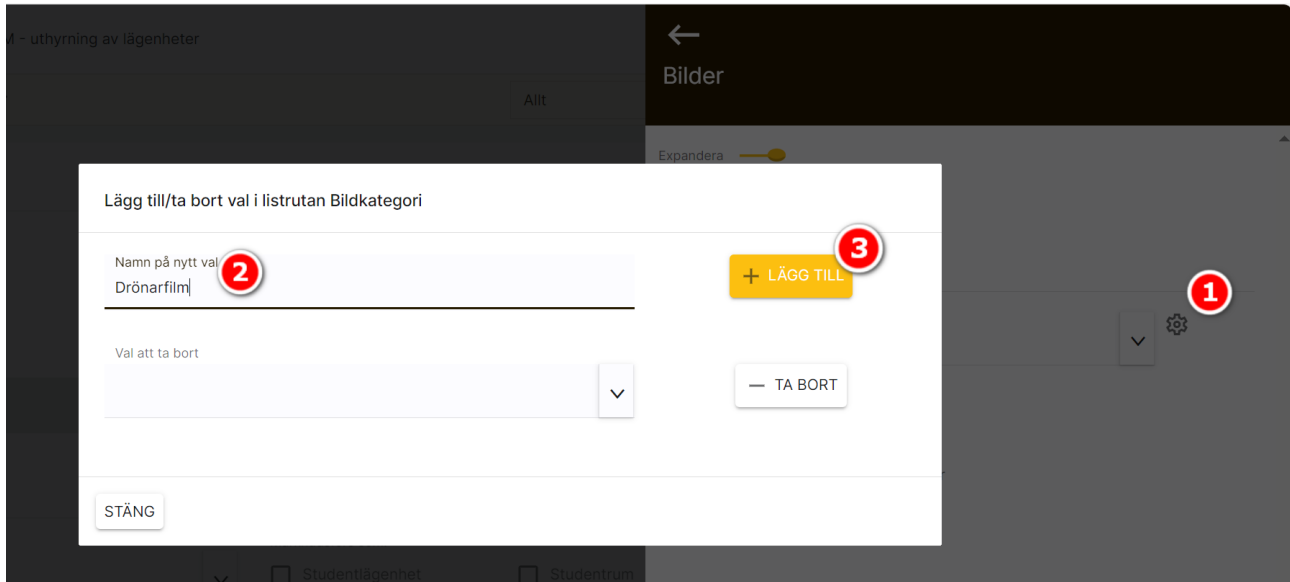 M - uthyrning av lägenheter
Allt
Bilder
Expandera
Lägg till/ta bort val i listrutan Bildkategori
Namn på nytt val
Drönarfilm
2
+ LÄGG TILL
3
1
Val att ta bort
— TA BORT
STÄNG
Studentlägenhet
Studentrum